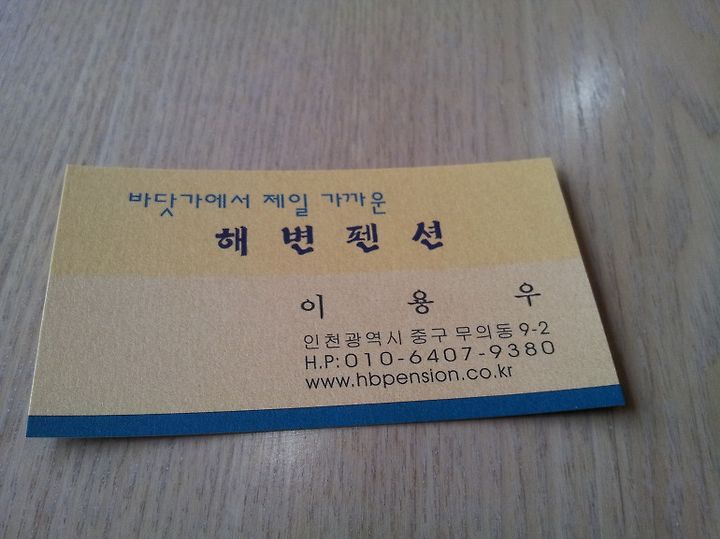 바닷가에서 제일 가까운
해변펜션
이용우
인천광역시 중구 무의동 9-2
H.P: 010-6407-9380
www.hbpension.co.kr